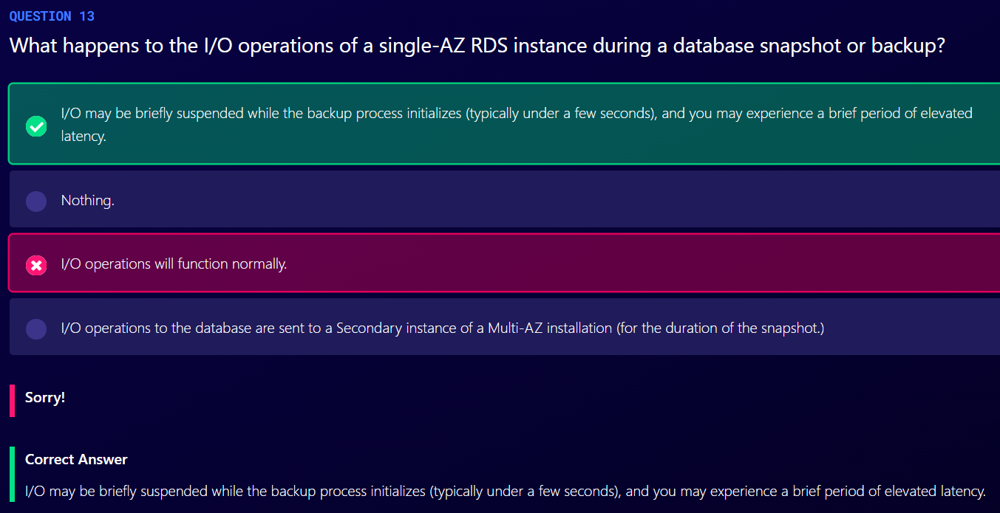 QUESTION 13
What happens to the I/O operations of a single-AZ RDS instance during a database snapshot or backup?
I/O may be briefly suspended while the backup process initializes (typically under a few seconds), and you may experience a brief period of elevated
latency.
Nothing.
I/O operations will function normally.
I/O operations to the database are sent to a Secondary instance of a Multi-AZ installation (for the duration of the snapshot.)
Sorry!
Correct Answer
I/O may be briefly suspended while the backup process initializes (typically under a few seconds), and you may experience a brief period of elevated latency.